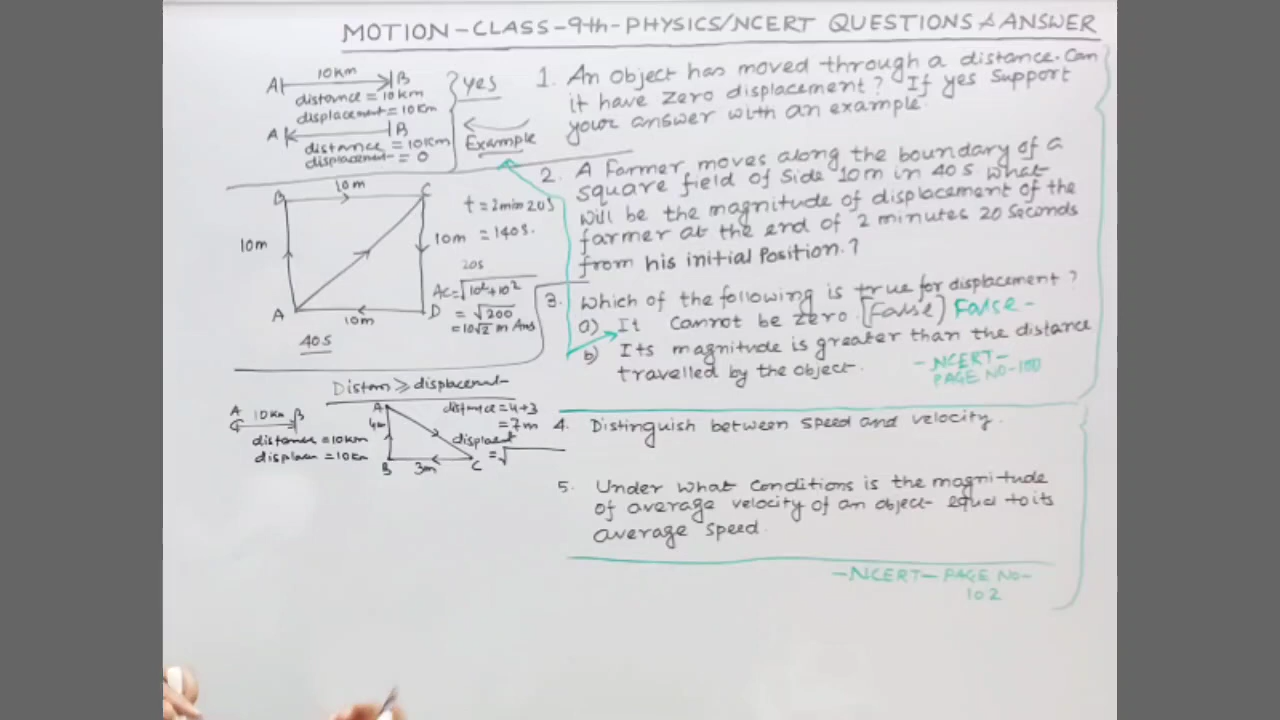 MOTION-CLASS-9th-PHYSICS/NCERT QUESTIONS & ANSWER
10Km
A B
distance = 10Km
displacement = 10Km
A B
distance = 10Km
displacement = 0
yes
Example
1. An Object has moved through a distance. Can
it have Zero displacement? If yes support
your answer with an example.
B 10m C
10m
10m
A 10m D
40s
t = 2min 20s
= 140s.
20s
AC = √10²+10²
= √200
= 10√2 m Ans
2. A Farmer moves along the boundary of a
square field of Side 10m in 40s what
will be the magnitude of displacement of the
farmer at the end of 2 minutes 20 Seconds
from his initial Position.?
3. Which of the following is true for displacement?
a) It Cannot be zero. [False] False-
b) Its magnitude is greater than the distance
travelled by the object.
-NCERT-
PAGE NO-100
Distan ≥ displacement
A 10Km B
distance = 10km
displacem = 10Km
A
4m
B 3m C
distance = 4+3
= 7m
displacent
= √
4. Distinguish between speed and velocity.
5. Under what Conditions is the magnitude
of average velocity of an object equal to its
average speed.
-NCERT- PAGE NO-
102